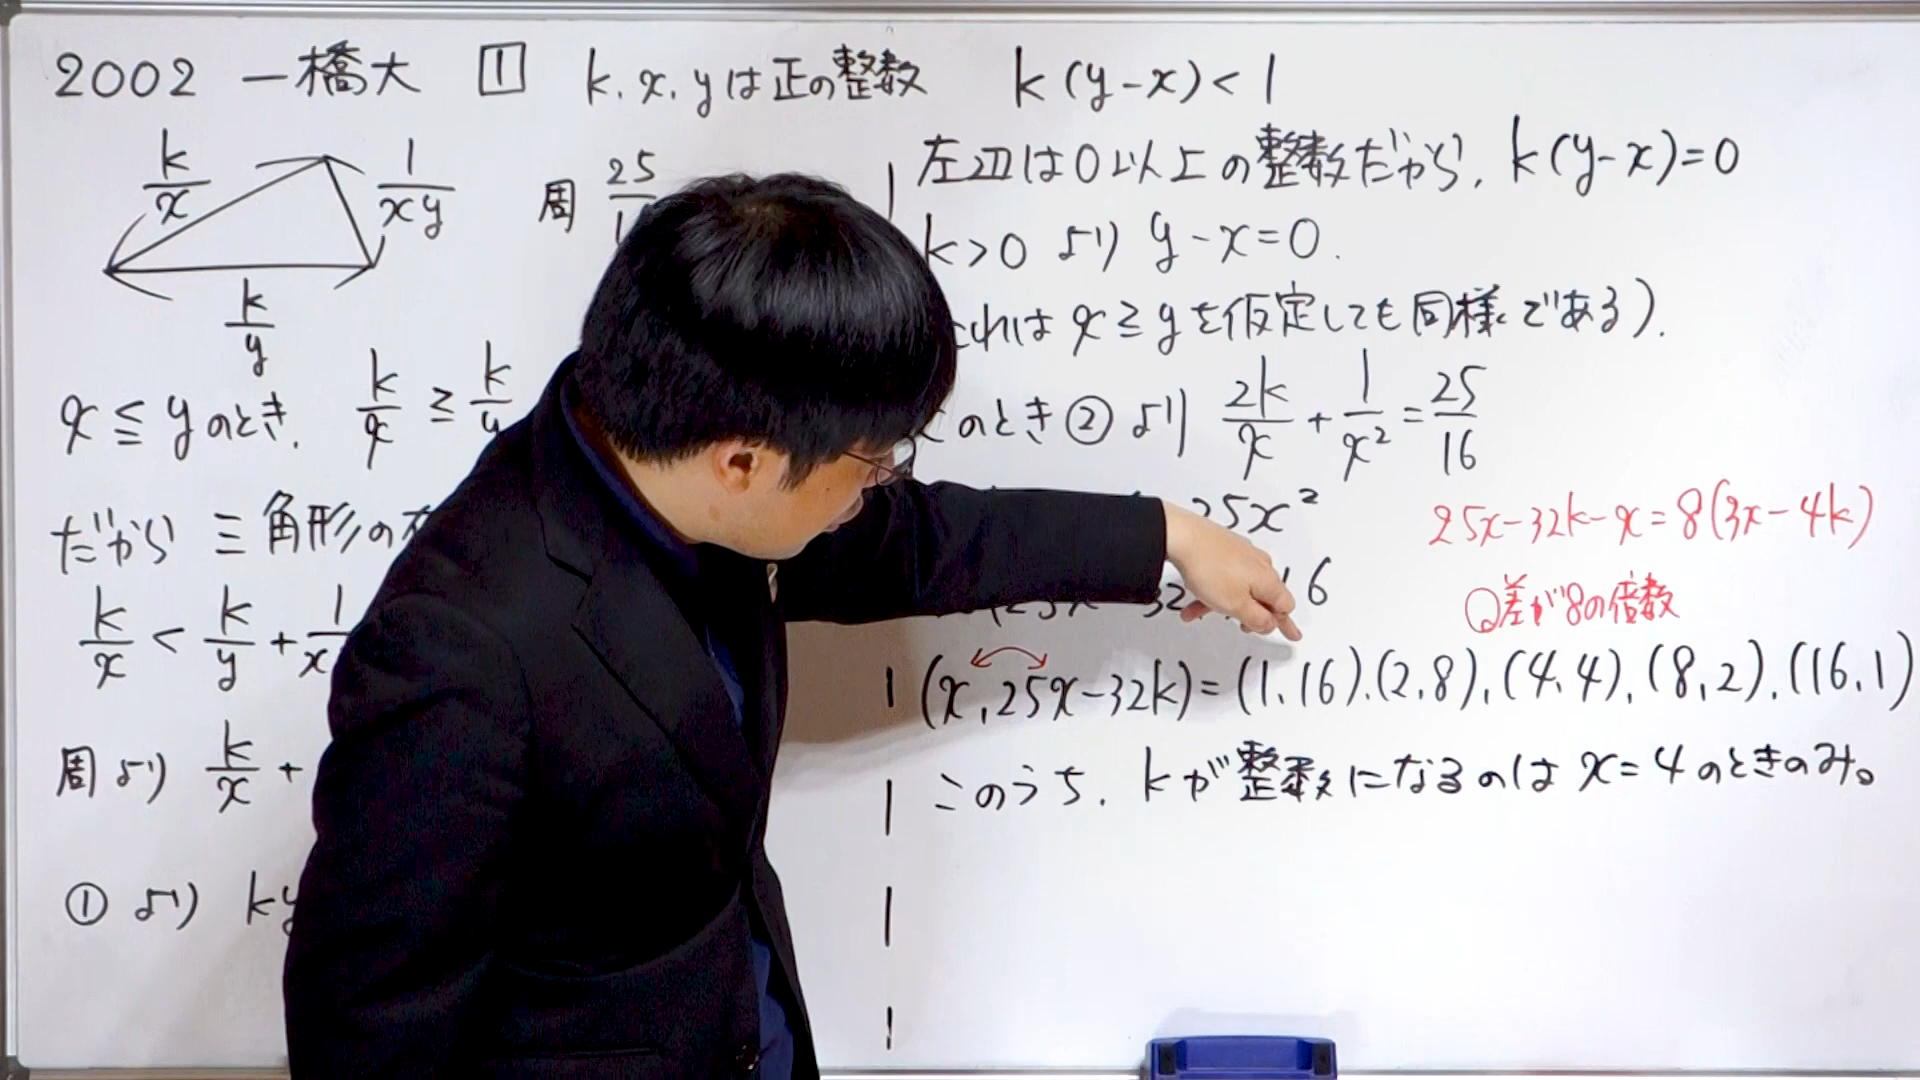 2002 一橋大 1 k, x, yは正の整数
k/x 1/xy
k/y
周 25/1
x ≦ yのとき, k/x ≧ k/y
だから 三角形の
k/x < k/y + 1/x
周より k/x +
① より ky
k(y-x)<1
左辺は0以上の整数だから, k(y-x)=0
k>0 より y-x=0.
れは x≧yを仮定しても同様である).
のとき②より 2k/x + 1/x² = 25/16
25x²
25x-32k-x=8(3x-4k)
32 16
差が8の倍数
(x, 25x-32k)=(1,16),(2,8),(4,4),(8,2),(16,1)
このうち, kが整数になるのは x=4のときのみ。